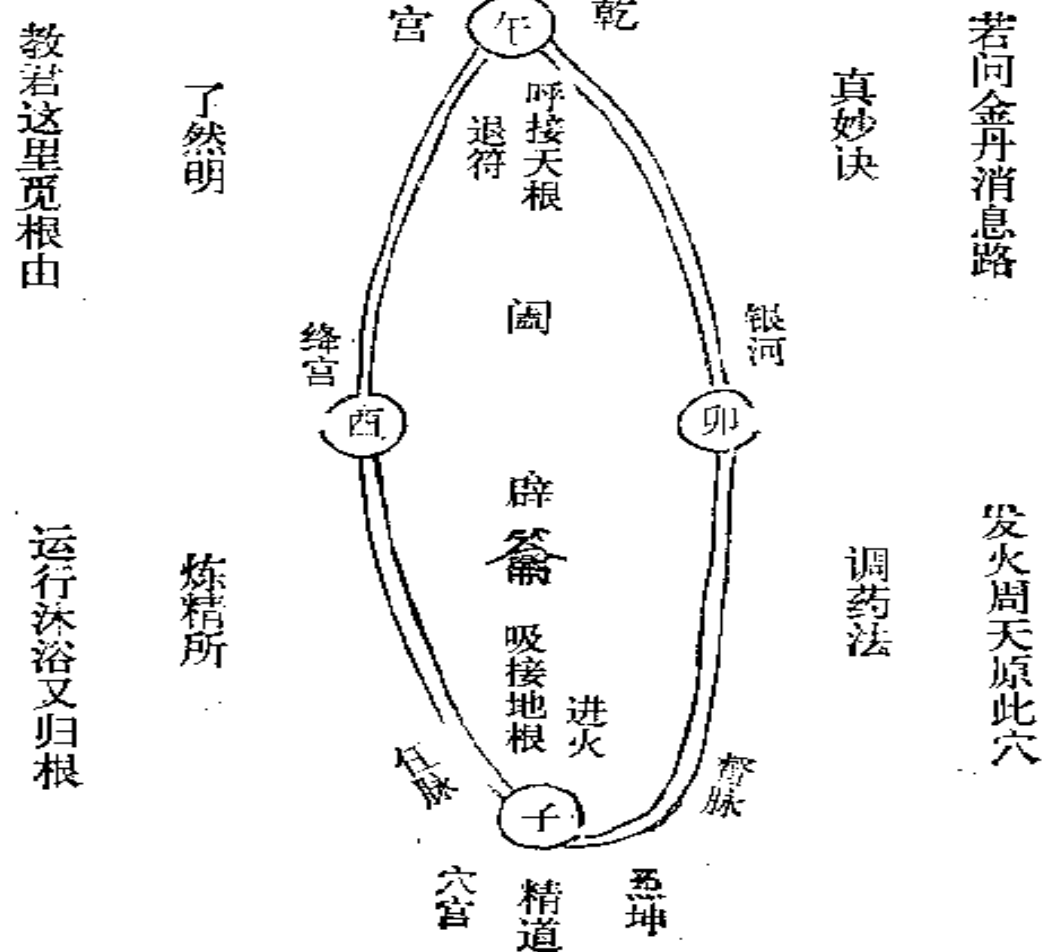 若问金丹消息路
发火周天原此穴
真妙诀
调药法
乾
宫
午
呼接天根
退符
阖
银河
卯
绛宫
酉
辟
籥
吸接地根
进火
督脉
任脉
子
坤
精道
穴宫
了然明
炼精所
教君这里觅根由
运行沐浴又归根